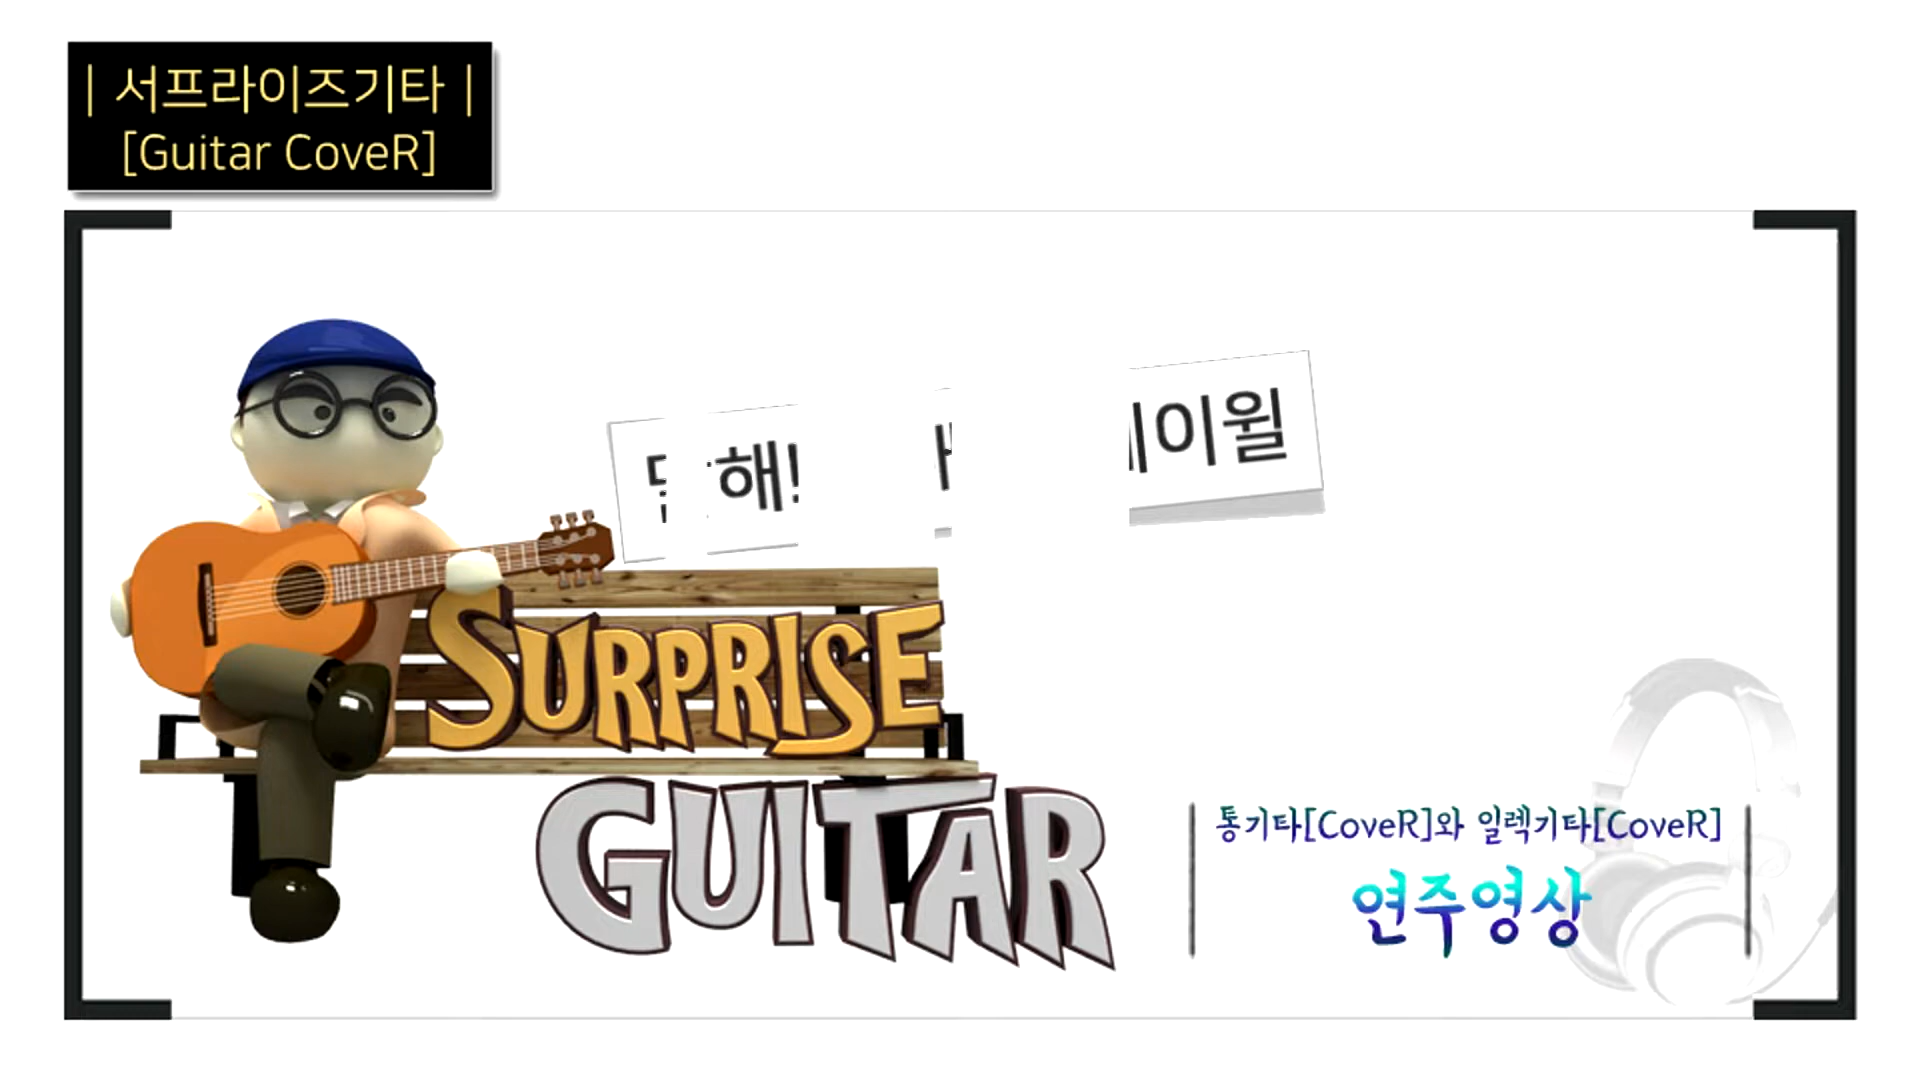 | 서프라이즈기타 |
[Guitar CoveR]
해!
이월
SURPRISE
GUITAR
통기타[CoveR]와 일렉기타[CoveR]
연주영상